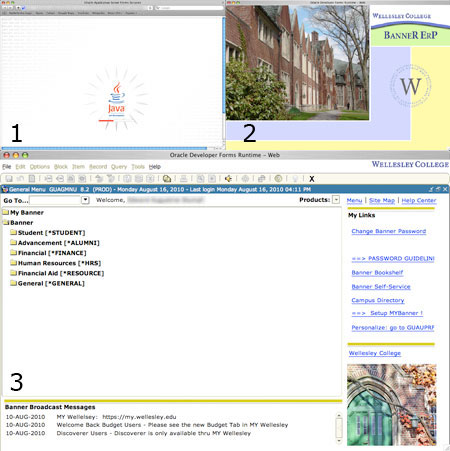 1
Java
Oracle Developer Forms Runtime - Web
2
WELLESLEY COLLEGE
BANNER ERP
W
Oracle Developer Forms Runtime – Web
File Edit Options Block Item Record Query Tools Help
WELLESLEY COLLEGE
X
General Menu GUAGMNU 8.2 (PROD) - Monday August 16, 2010 - Last login Monday August 16, 2010 04:11 PM
Go To...
Welcome,
Products:
Menu | Site Map | Help Center
My Banner
Banner
Student [*STUDENT]
Advancement [*ALUMNI]
Financial [*FINANCE]
Human Resources [*HRS]
Financial Aid [*RESOURCE]
General [*GENERAL]
My Links
Change Banner Password
==> PASSWORD GUIDELINI
Banner Bookshelf
Banner Self-Service
Campus Directory
==> Setup MYBanner !
Personalize: go to GUAUPRF
Wellesley College
3
Banner Broadcast Messages
10-AUG-2010 MY Wellelsey: https://my.wellesley.edu
10-AUG-2010 Welcome Back Budget Users - Please see the new Budget Tab in MY Wellesley
10-AUG-2010 Discoverer Users - Discoverer is only available thru MY Wellesley